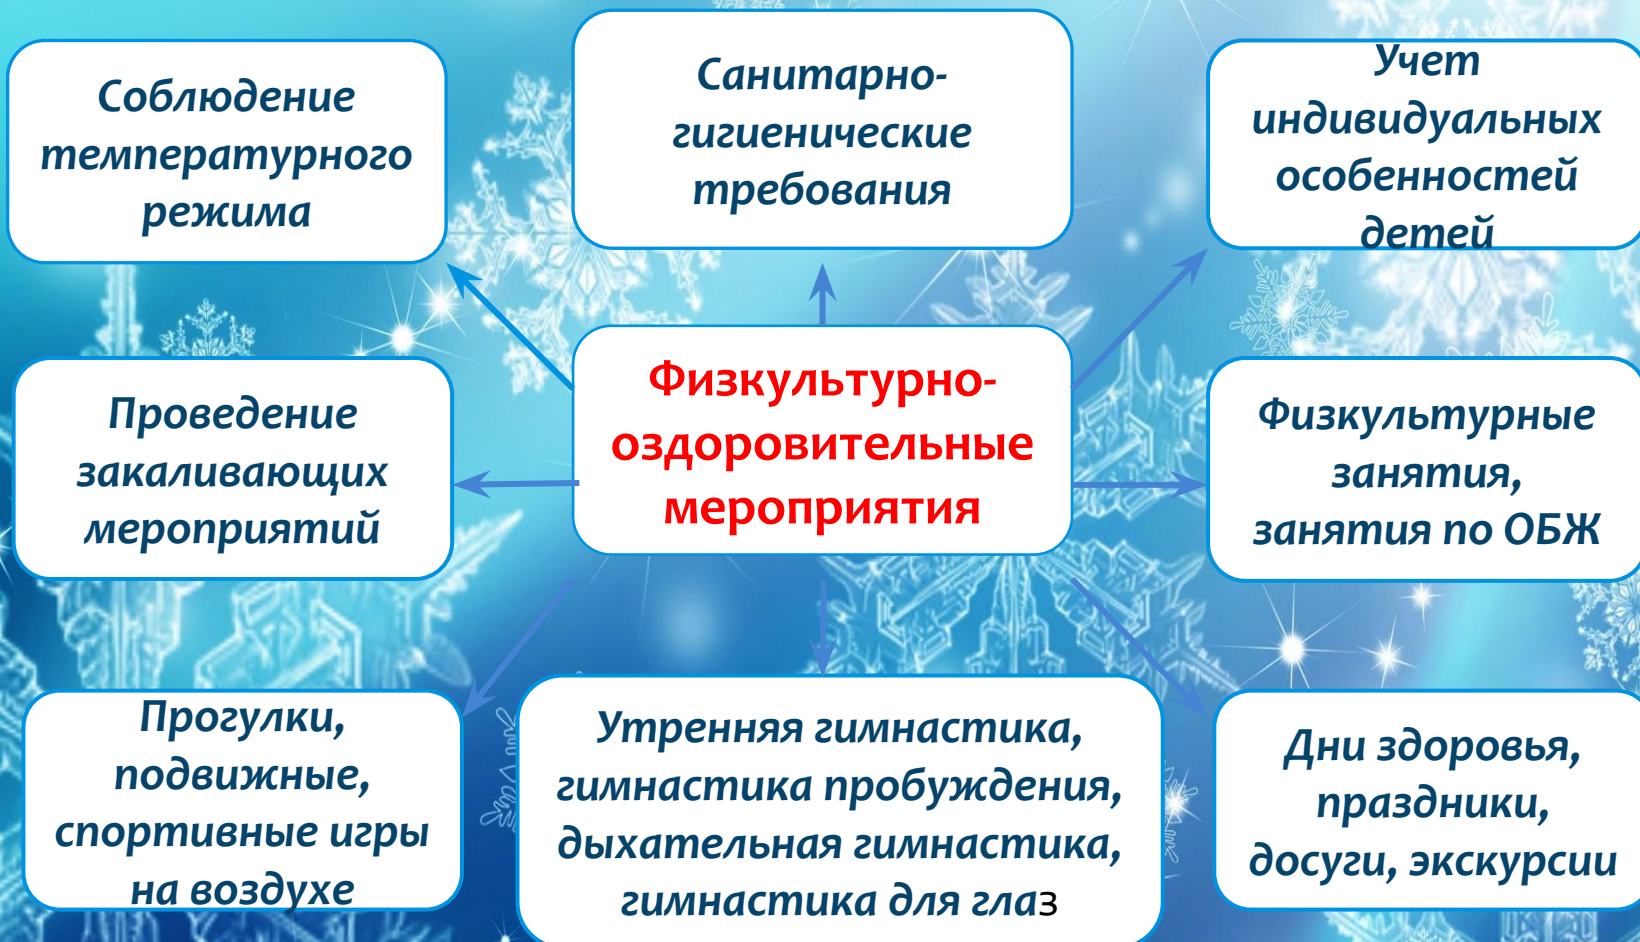 Соблюдение
температурного
режима
Санитарно-
гигиенические
требования
Учет
индивидуальных
особенностей
детей
Проведение
закаливающих
мероприятий
Физкультурно-
оздоровительные
мероприятия
Физкультурные
занятия,
занятия по ОБЖ
Прогулки,
подвижные,
спортивные игры
на воздухе
Утренняя гимнастика,
гимнастика пробуждения,
дыхательная гимнастика,
гимнастика для глаз
Дни здоровья,
праздники,
досуги, экскурсии